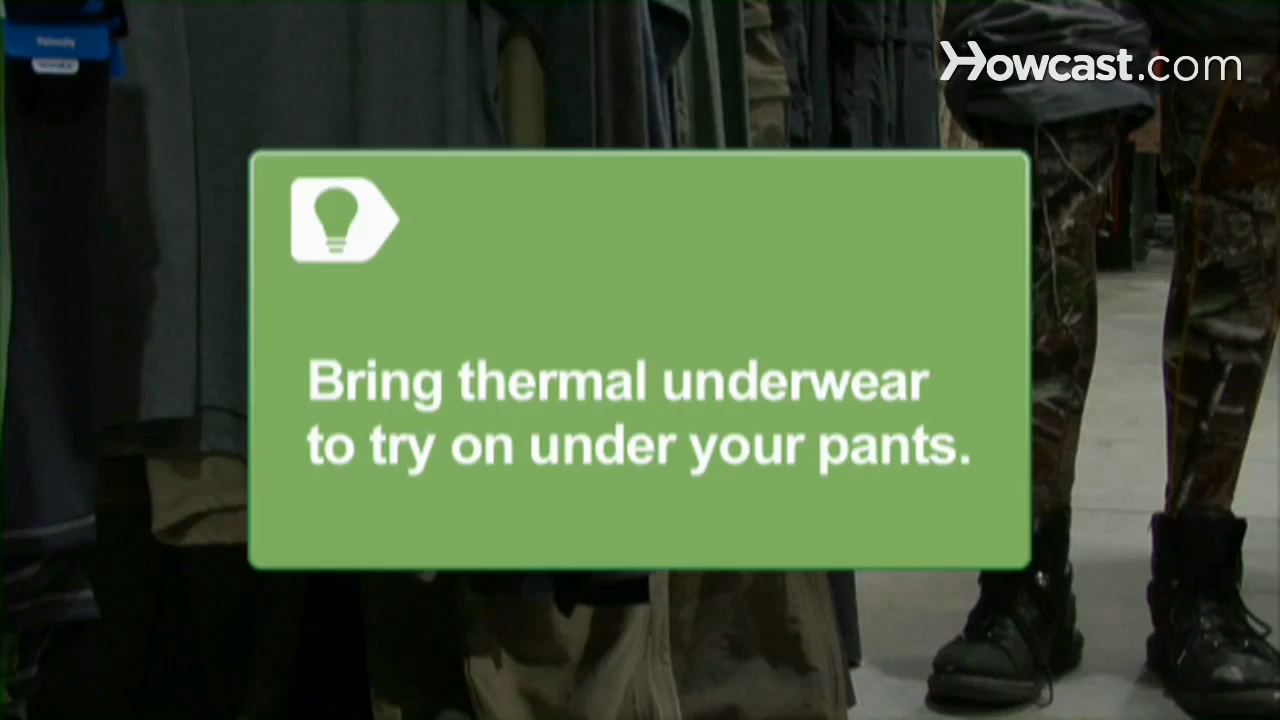 Howcast.com
Bring thermal underwear
to try on under your pants.